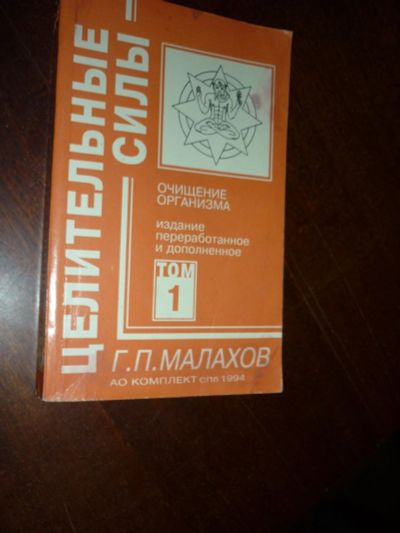 ЦЕЛИТЕЛЬНЫЕ
СИЛЫ
ОЧИЩЕНИЕ
ОРГАНИЗМА
издание
переработанное
и дополненное
ТОМ
1
Г.П.МАЛАХОВ
АО КОМПЛЕКТ спб 1994